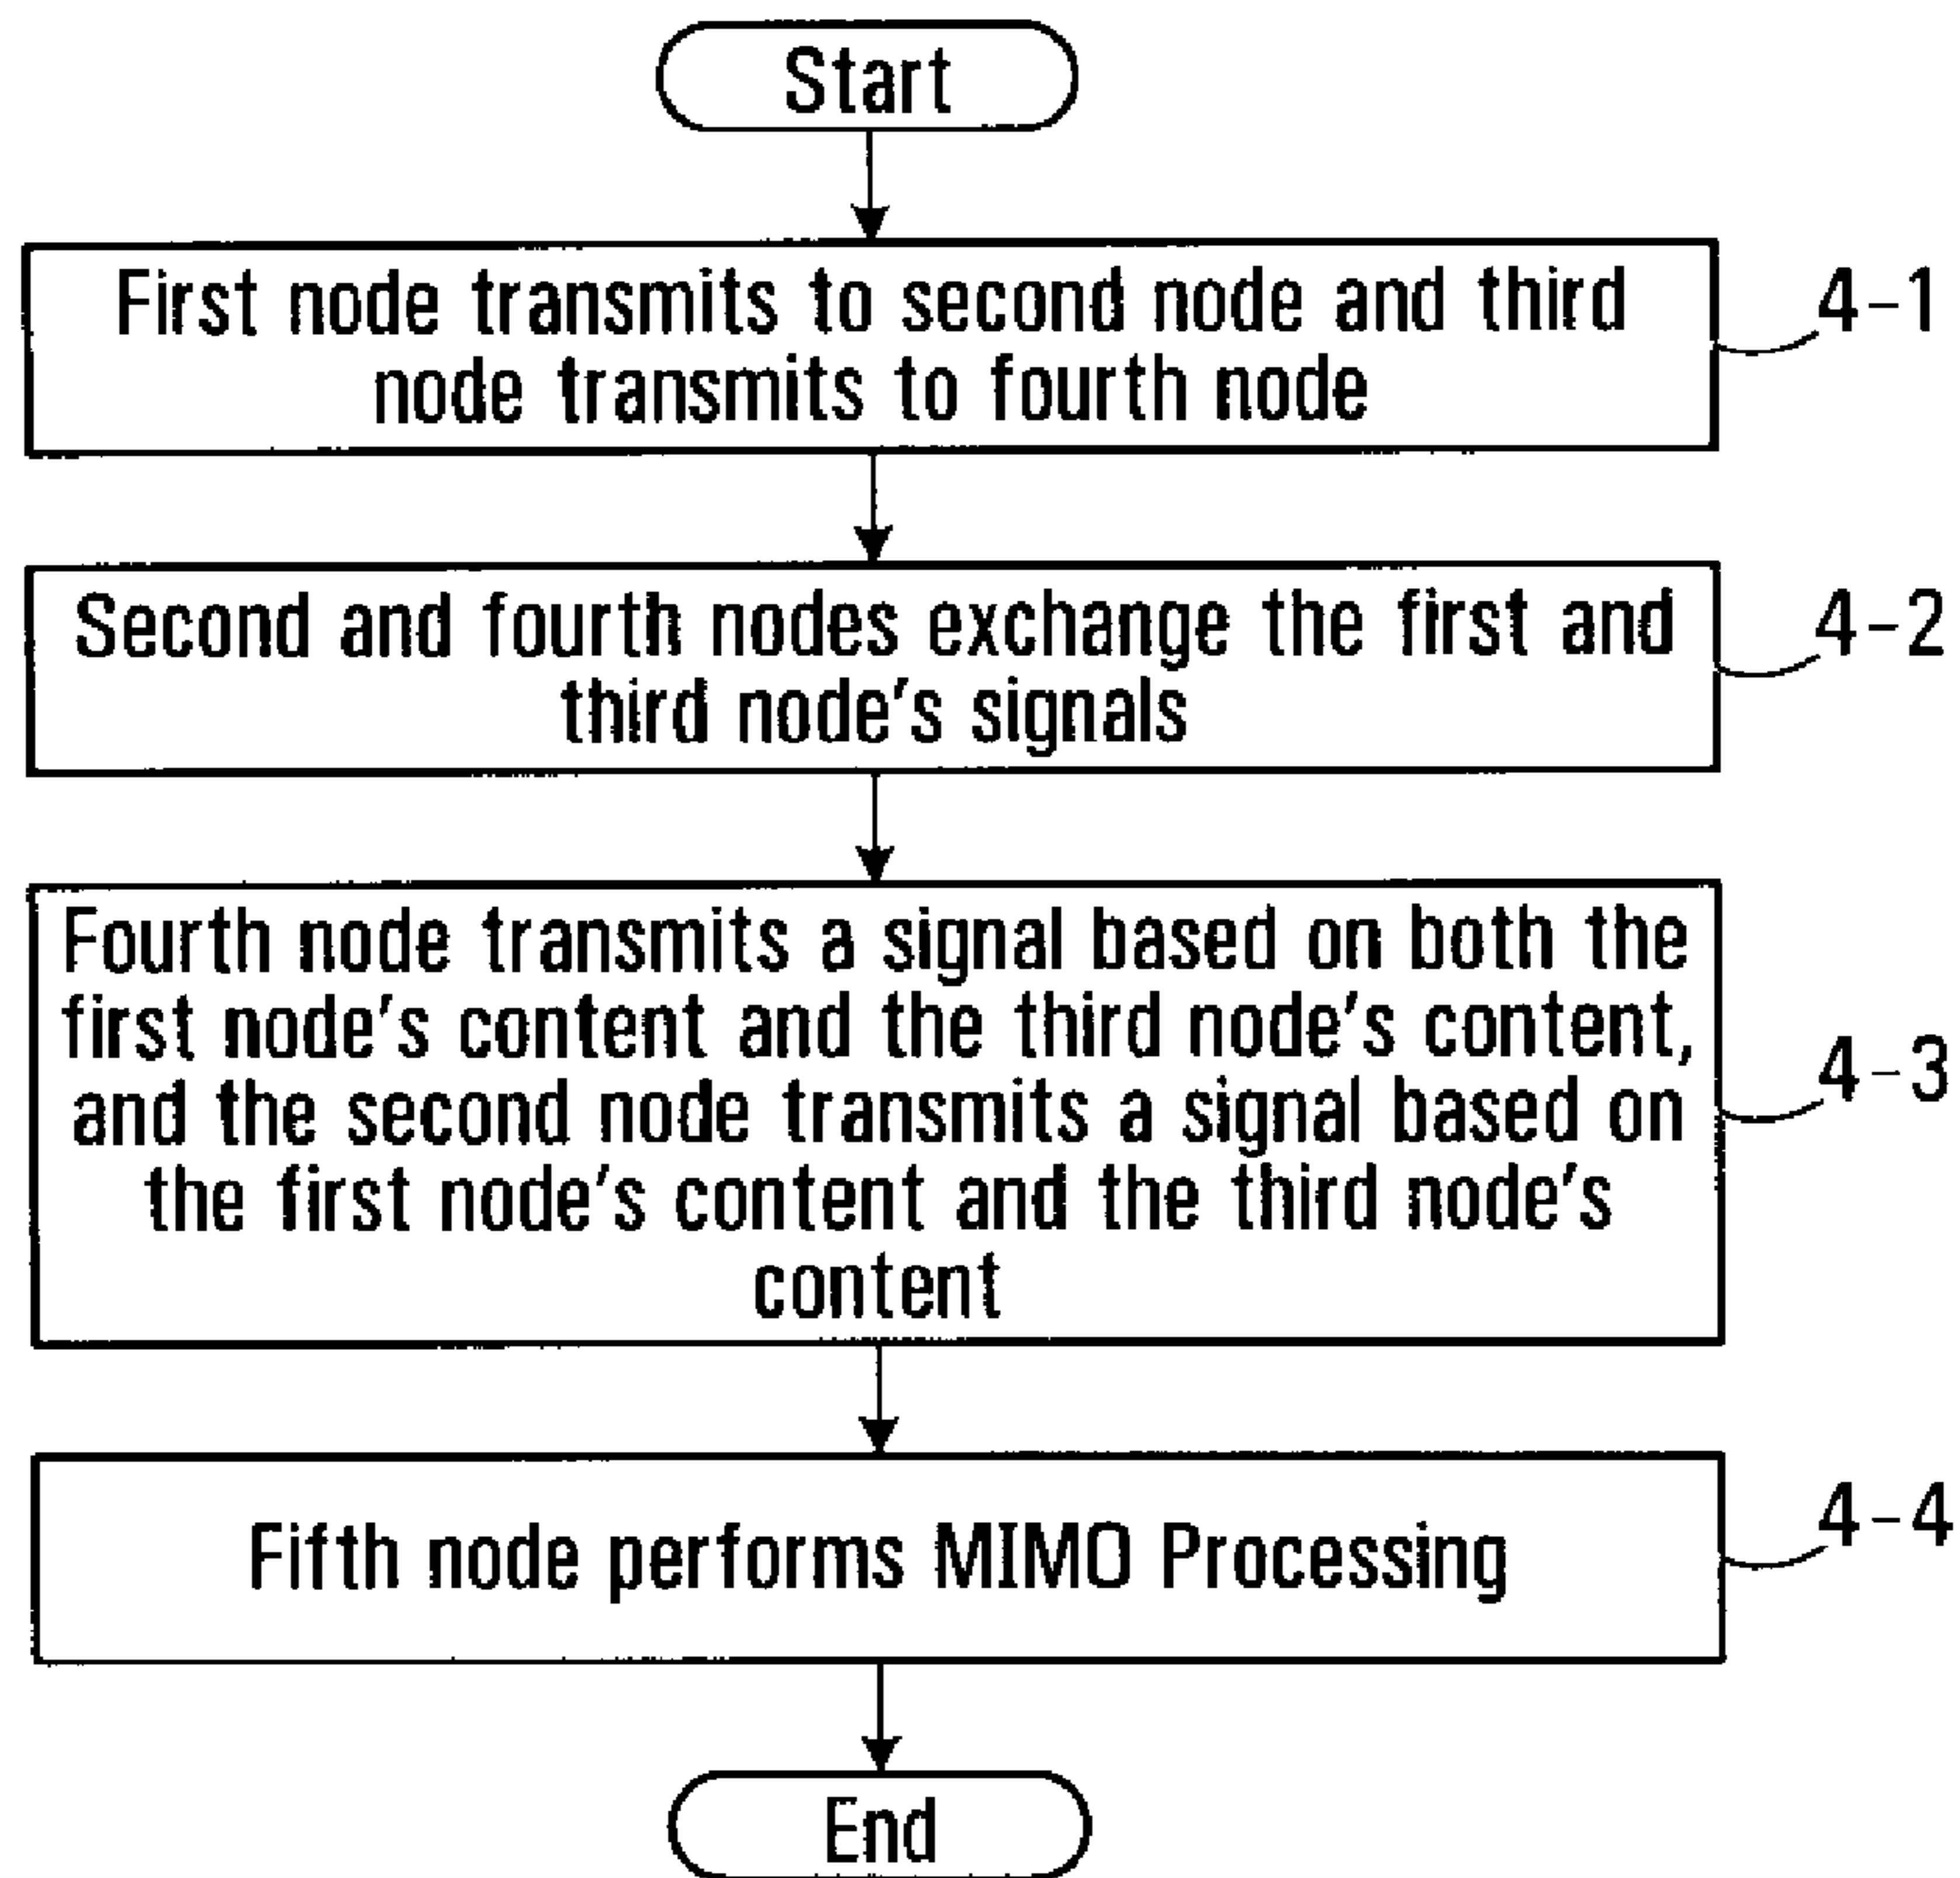 Start
First node transmits to second node and third
node transmits to fourth node
4-1
Second and fourth nodes exchange the first and
third node's signals
4-2
Fourth node transmits a signal based on both the
first node's content and the third node's content,
and the second node transmits a signal based on
the first node's content and the third node's
content
4-3
Fifth node performs MIMO Processing
4-4
End